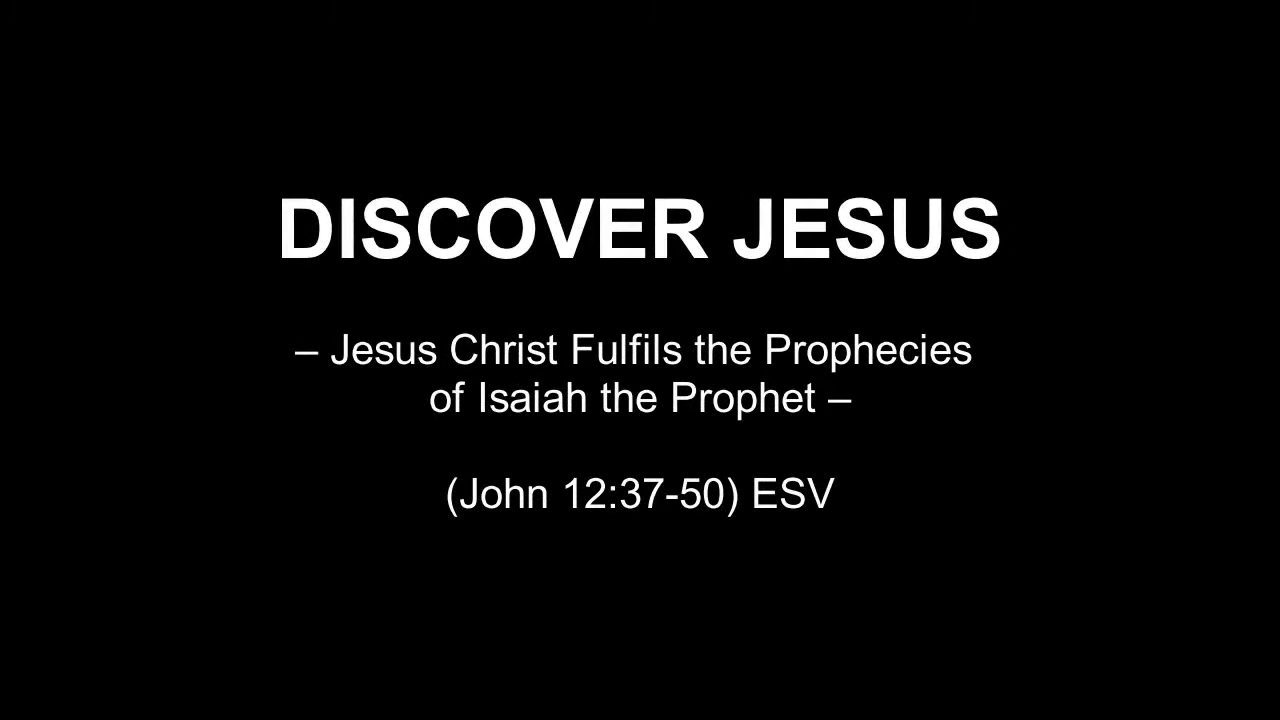 DISCOVER JESUS
– Jesus Christ Fulfils the Prophecies
of Isaiah the Prophet –
(John 12:37-50) ESV